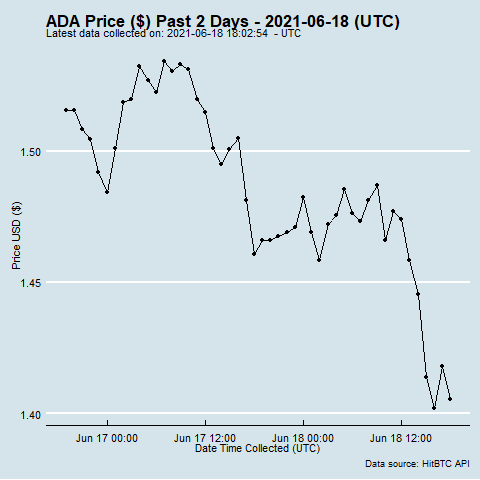 ADA Price ($) Past 2 Days - 2021-06-18 (UTC)
Latest data collected on: 2021-06-18 18:02:54 - UTC
Price USD ($)
1.50
1.45
1.40
Jun 17 00:00 Jun 17 12:00 Jun 18 00:00 Jun 18 12:00
Date Time Collected (UTC)
Data source: HitBTC API